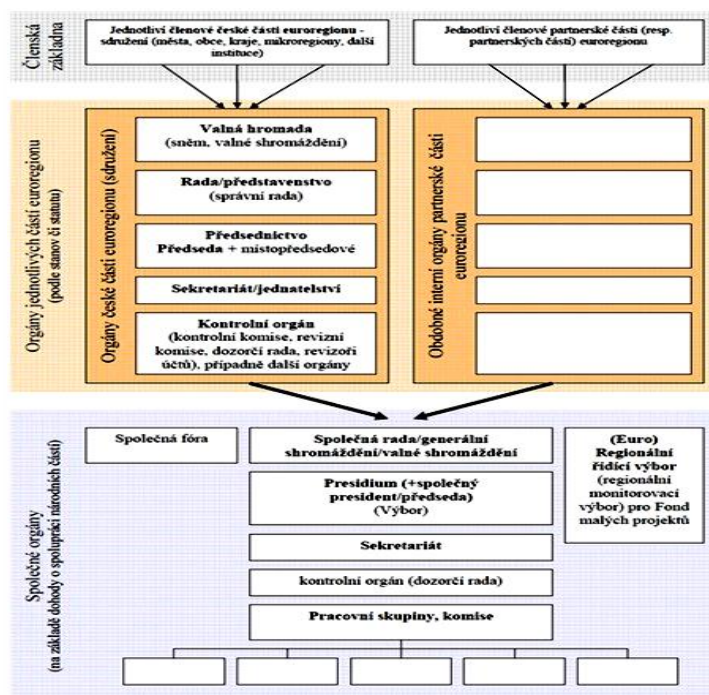 Členská
základna
Jednotliví členové české části euroregionu -
sdružení (města, obce, kraje, mikroregiony, další
instituce)
Jednotliví členové partnerské části (resp.
partnerských částí) euroregionu
Orgány jednotlivých částí euroregionu
(podle stanov či statutu)
Orgány české části euroregionu (sdružení)
Valná hromada
(sněm, valné shromáždění)
Rada/představenstvo
(správní rada)
Předsednictvo
Předseda + místopředsedové
Sekretariát/jednatelství
Kontrolní orgán
(kontrolní komise, revizní
komise, dozorčí rada, revizoři
účtů), případně další orgány
Obdobné interní orgány partnerské části
euroregionu
Společné orgány
(na základě dohody o spolupráci národních částí)
Společná fóra
Společná rada/generální
shromáždění/valné shromáždění
Presidium (+společný
president/předseda)
(Výbor)
Sekretariát
kontrolní orgán (dozorčí rada)
Pracovní skupiny, komise
(Euro)
Regionální
řídící výbor
(regionální
monitorovací
výbor) pro Fond
malých projektů